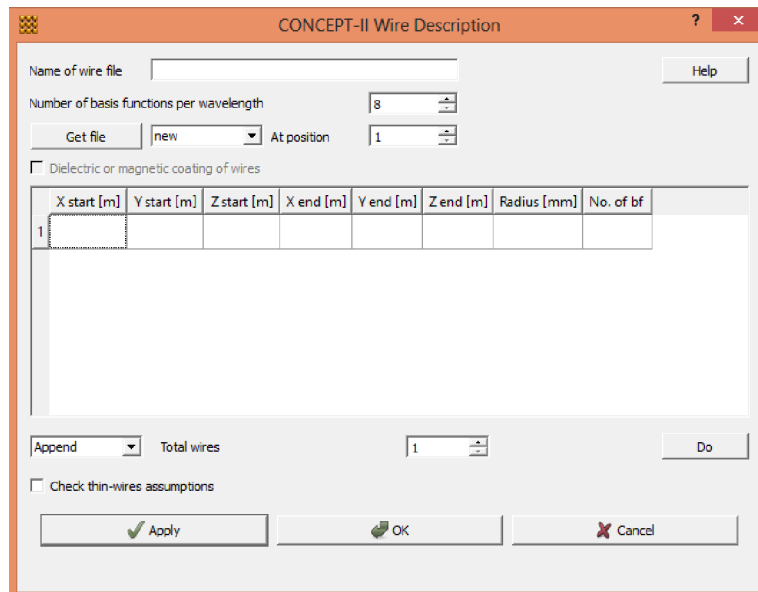 CONCEPT-II Wire Description
? ×
Name of wire file
Help
Number of basis functions per wavelength 8
Get file new At position 1
Dielectric or magnetic coating of wires
X start [m] Y start [m] Z start [m] X end [m] Y end [m] Z end [m] Radius [mm] No. of bf
1
Append Total wires 1 Do
Check thin-wires assumptions
Apply OK Cancel